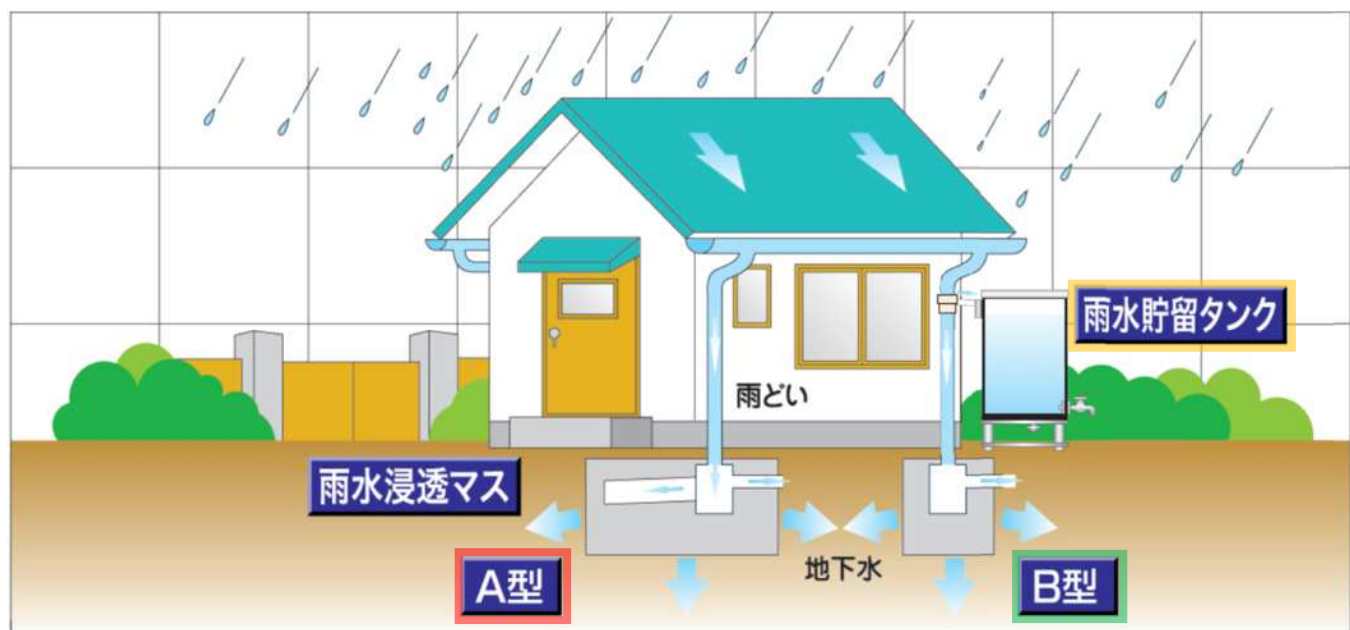 雨水貯留タンク
雨どい
雨水浸透マス
地下水
A型
B型